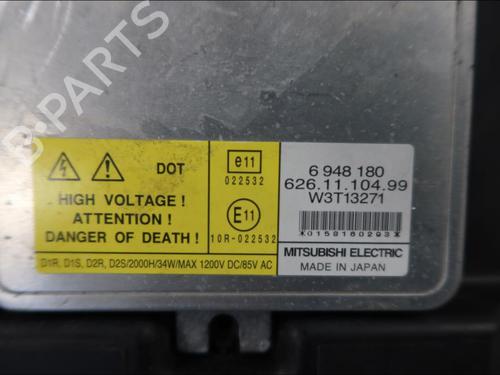 B-PARTS
DOT
HIGH VOLTAGE !
ATTENTION !
DANGER OF DEATH !
e11
022532
E11
10R-022532
D1R, D1S, D2R, D2S/2000H/34W/MAX 1200V DC/85V AC
6 948 180
626.11.104.99
W3T13271
*0159160293*
MITSUBISHI ELECTRIC
MADE IN JAPAN